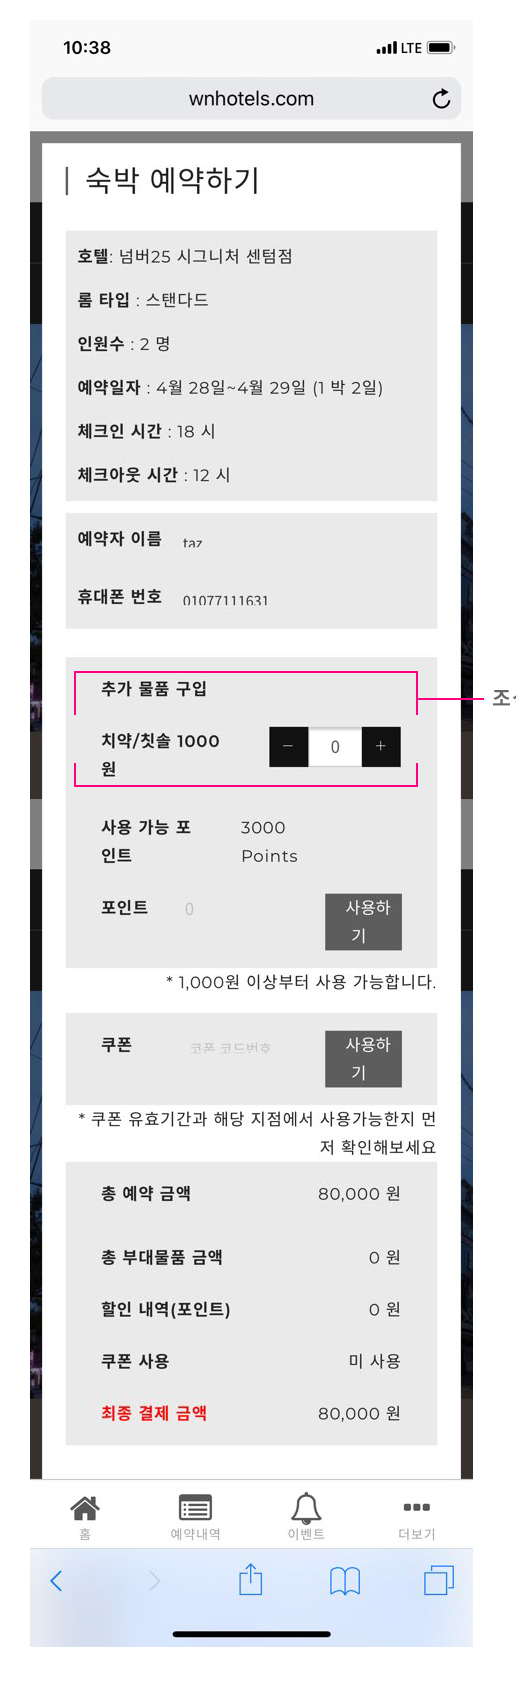 10:38
LTE
wnhotels.com
숙박 예약하기
호텔: 넘버25 시그니처 센텀점
룸 타입 : 스탠다드
인원수 : 2 명
예약일자 : 4월 28일~4월 29일 (1 박 2일)
체크인 시간 : 18 시
체크아웃 시간 : 12 시
예약자 이름 taz
휴대폰 번호 01077111631
추가 물품 구입
치약/칫솔 1000
원
− 0 +
사용 가능 포
인트
3000
Points
포인트 0
사용하
기
* 1,000원 이상부터 사용 가능합니다.
쿠폰 쿠폰 코드번호
사용하
기
* 쿠폰 유효기간과 해당 지점에서 사용가능한지 먼
저 확인해보세요
총 예약 금액 80,000 원
총 부대물품 금액 0 원
할인 내역(포인트) 0 원
쿠폰 사용 미 사용
최종 결제 금액 80,000 원
홈 예약내역 이벤트 더보기